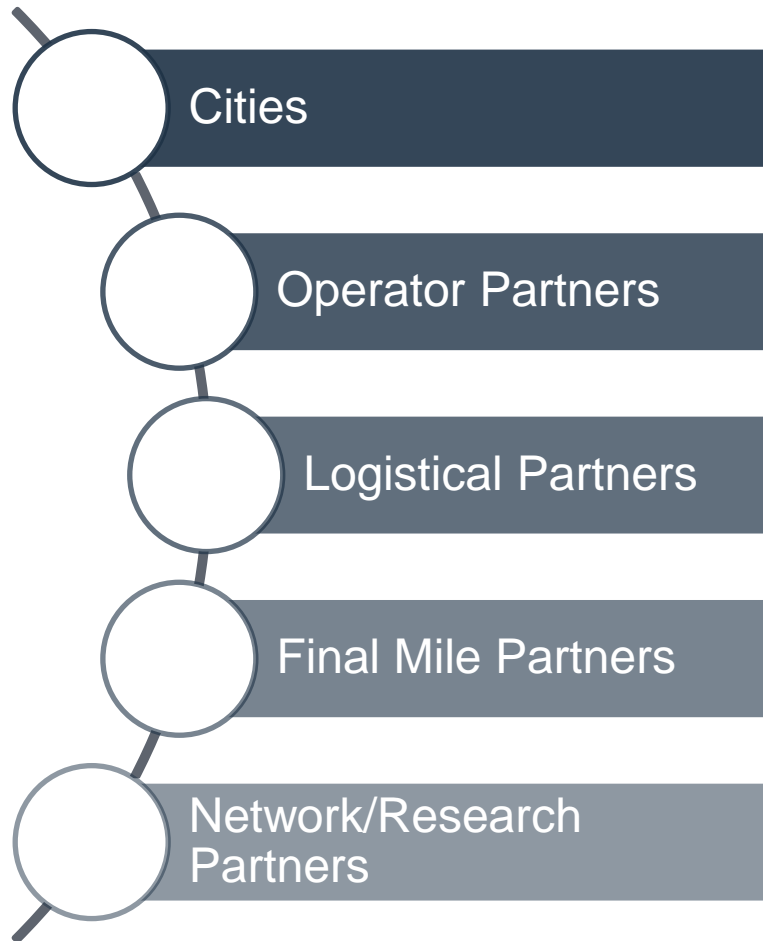 Cities
Operator Partners
Logistical Partners
Final Mile Partners
Network/Research
Partners